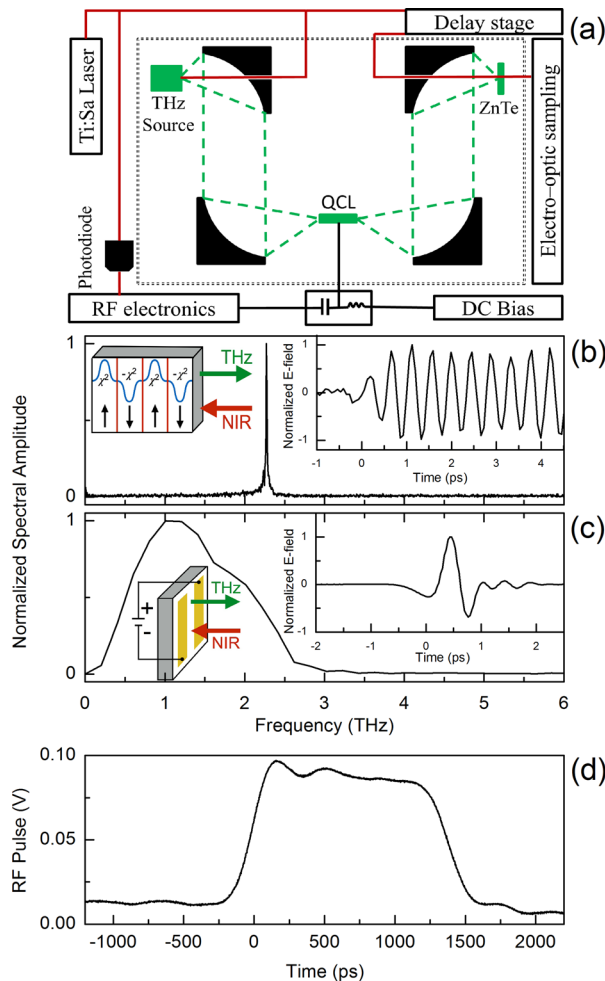 Delay stage
(a)
Ti:Sa Laser
THz
Source
ZnTe
Electro-optic sampling
QCL
Photodiode
RF electronics
DC Bias
Normalized Spectral Amplitude
1
0
χ² -χ² χ² -χ²
THz
NIR
Normalized E-field
1
0
-1
-1 0 1 2 3 4
Time (ps)
(b)
1
0
+
-
THz
NIR
Normalized E-field
1
0
-1
-2 -1 0 1 2
Time (ps)
(c)
0 1 2 3 4 5 6
Frequency (THz)
RF Pulse (V)
0.10
0.05
0.00
(d)
-1000 -500 0 500 1000 1500 2000
Time (ps)